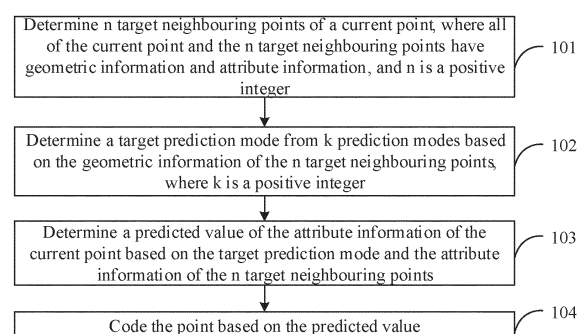 Determine n target neighbouring points of a current point, where all
of the current point and the n target neighbouring points have
geometric information and attribute information, and n is a positive
integer
101
Determine a target prediction mode from k prediction modes based
on the geometric information of the n target neighbouring points,
where k is a positive integer
102
Determine a predicted value of the attribute information of the
current point based on the target prediction mode and the attribute
information of the n target neighbouring points
103
Code the point based on the predicted value
104